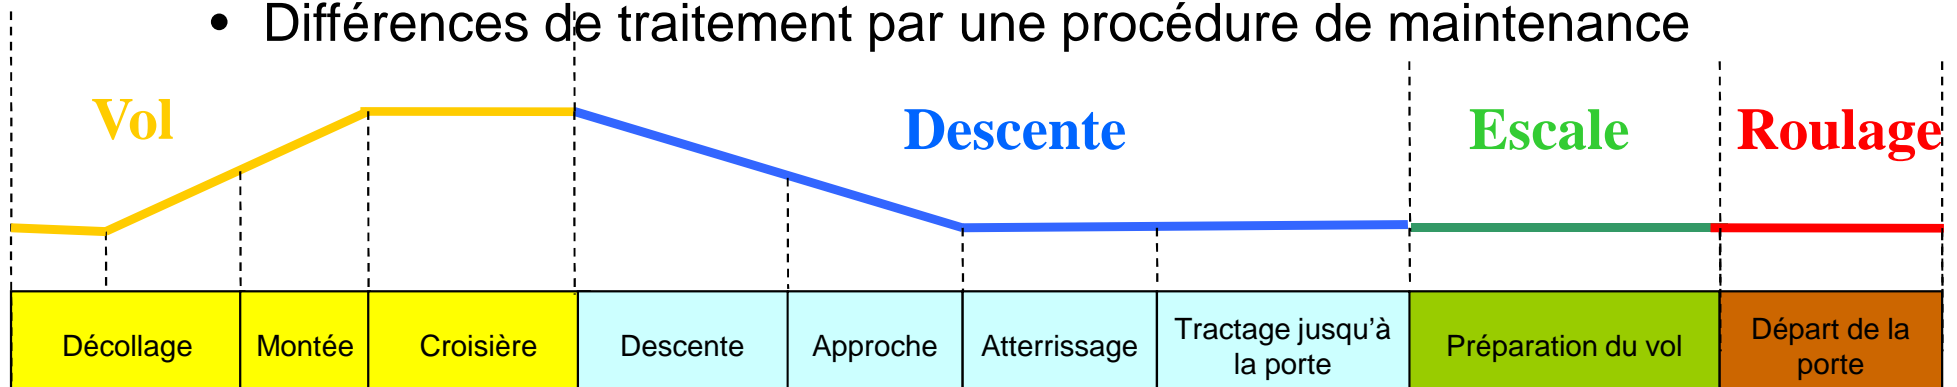 • Différences de traitement par une procédure de maintenance
Vol
Descente
Escale
Roulage
Décollage
Montée
Croisière
Descente
Approche
Atterrissage
Tractage jusqu’à
la porte
Préparation du vol
Départ de la
porte